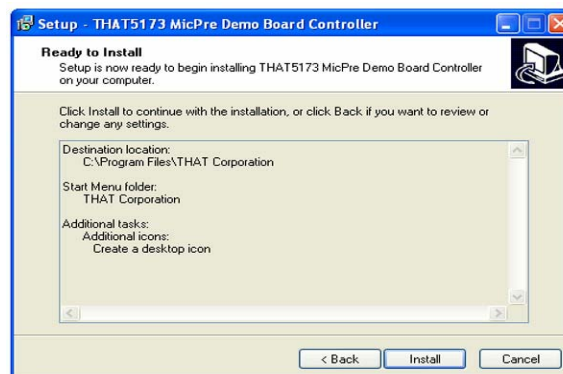 Setup - THAT5173 MicPre Demo Board Controller
Ready to Install
Setup is now ready to begin installing THAT5173 MicPre Demo Board Controller
on your computer.
Click Install to continue with the installation, or click Back if you want to review or
change any settings.
Destination location:
C:\Program Files\THAT Corporation
Start Menu folder:
THAT Corporation
Additional tasks:
Additional icons:
Create a desktop icon
< Back Install Cancel